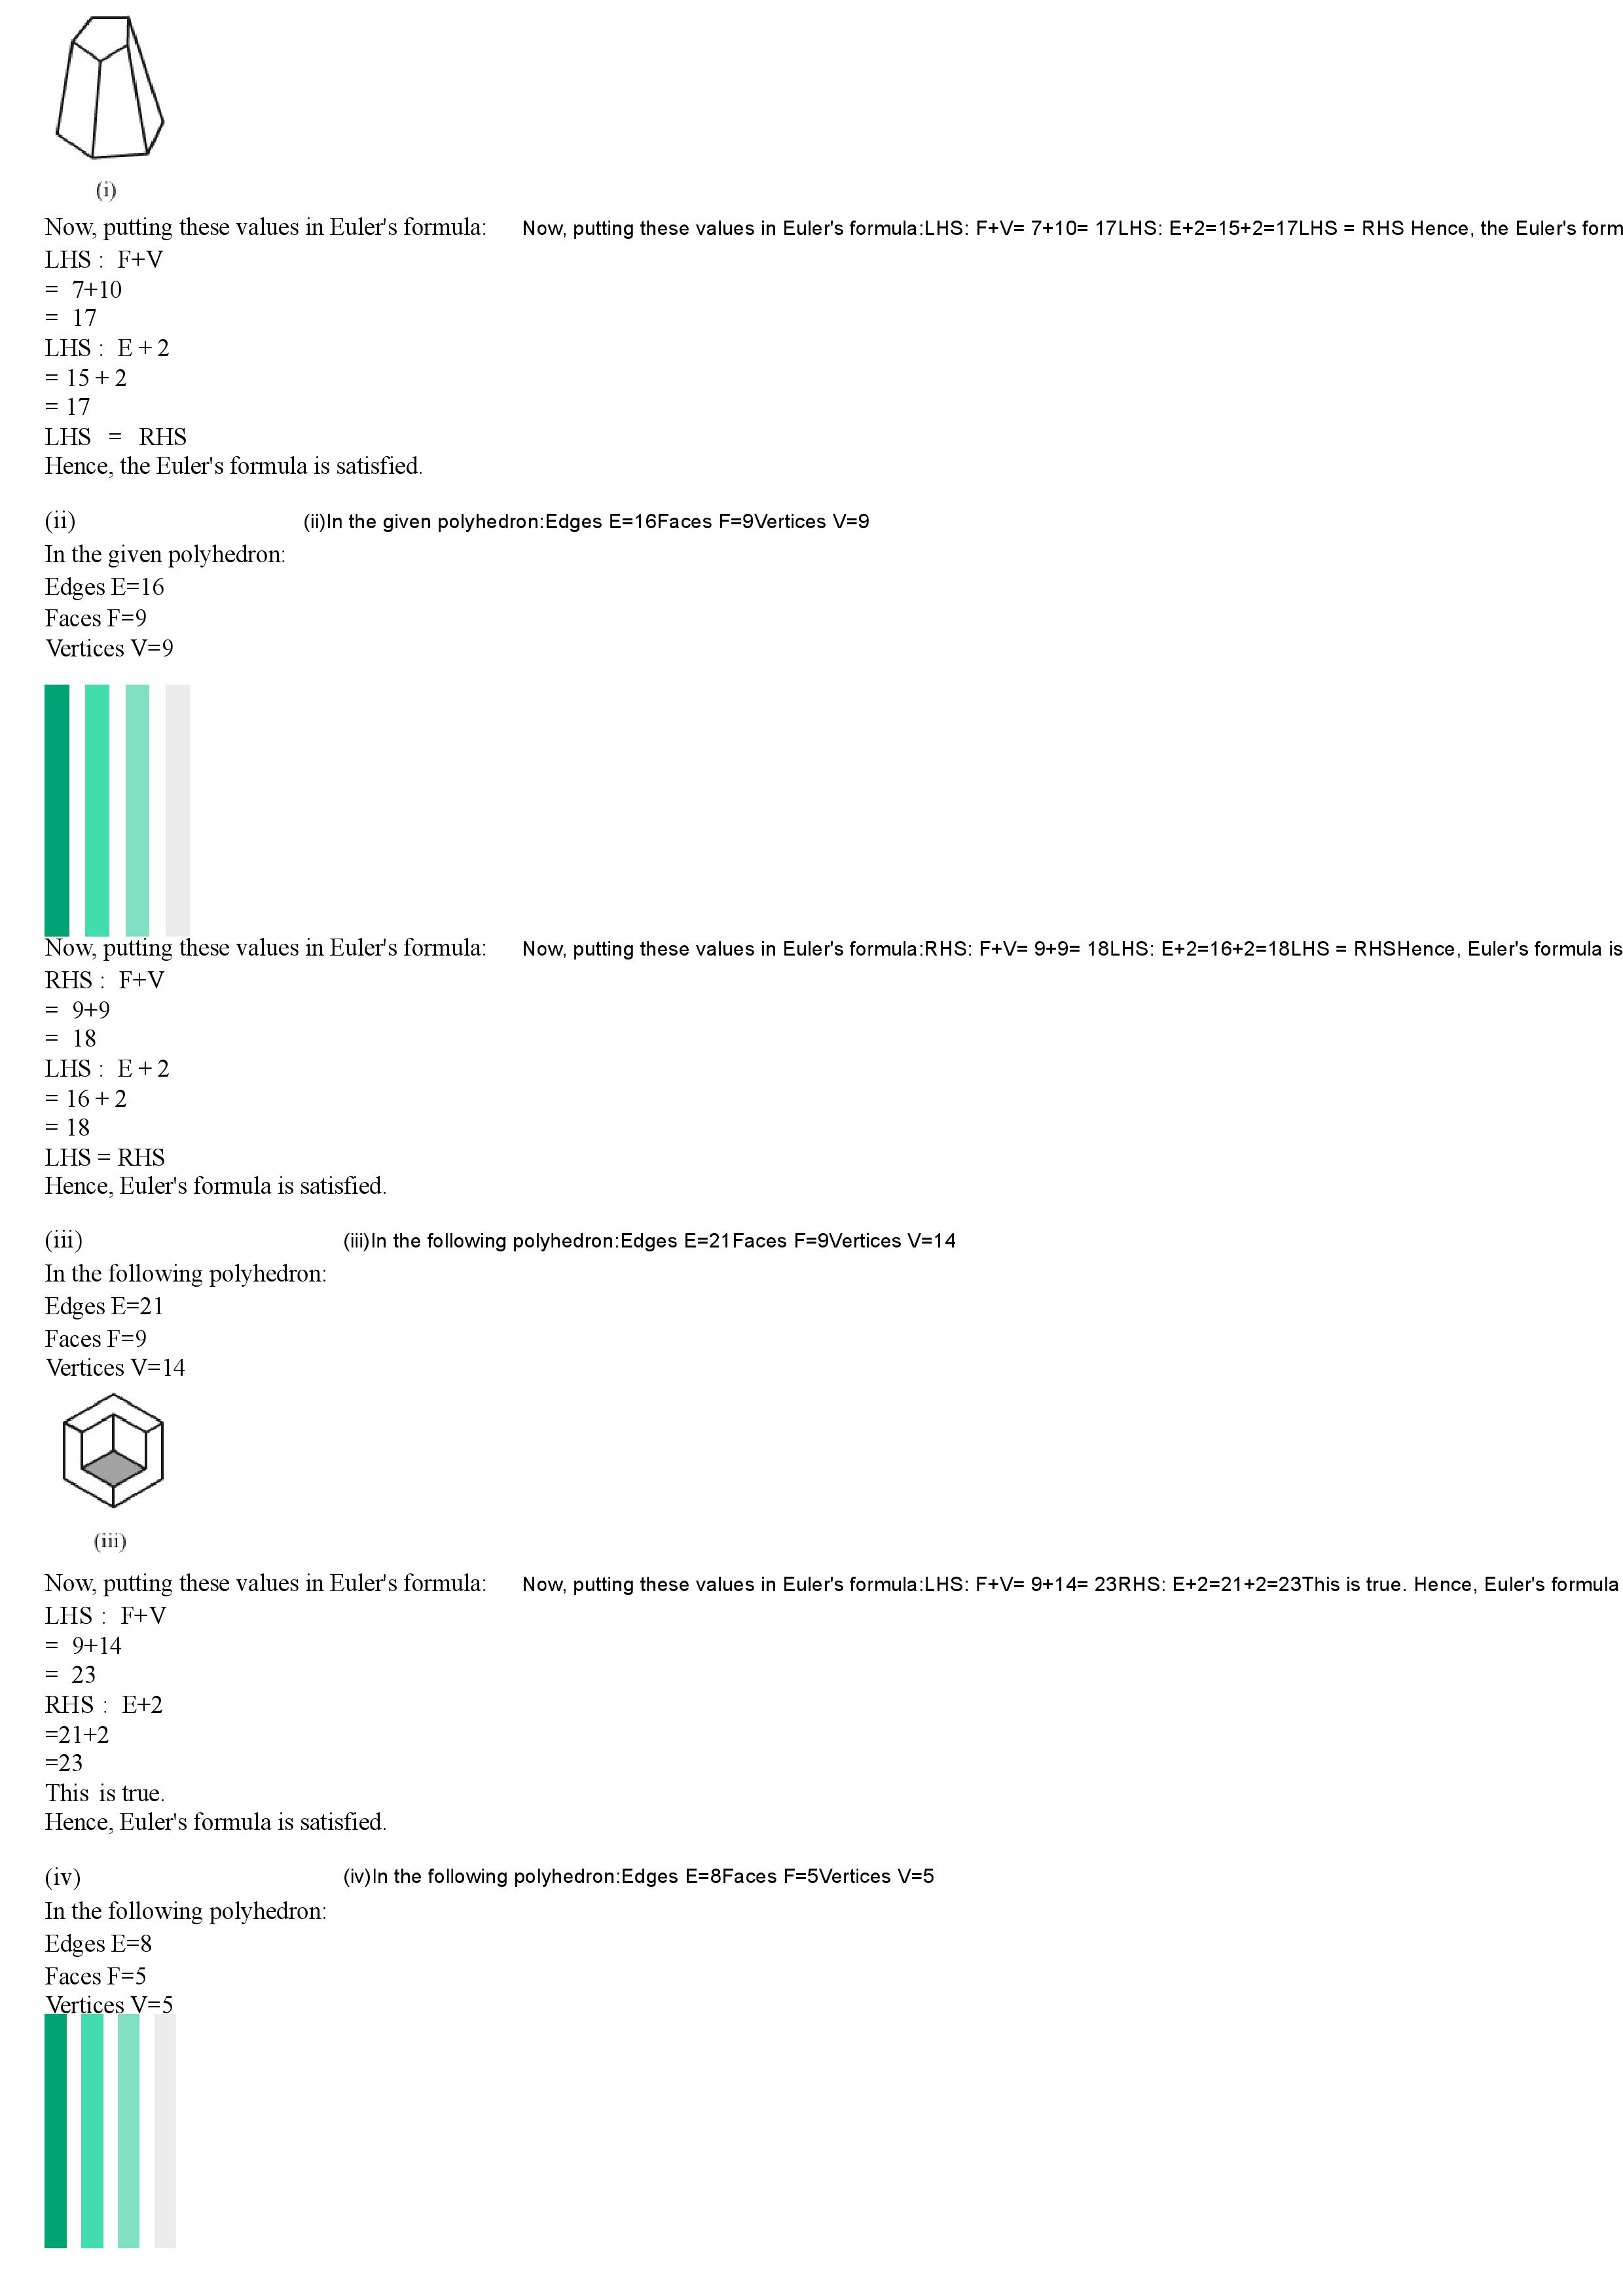 (i)
Now, putting these values in Euler's formula: Now, putting these values in Euler's formula:LHS: F+V= 7+10= 17LHS: E+2=15+2=17LHS = RHS Hence, the Euler's form
LHS : F+V
= 7+10
= 17
LHS : E + 2
= 15 + 2
= 17
LHS = RHS
Hence, the Euler's formula is satisfied.
(ii) (ii)In the given polyhedron:Edges E=16Faces F=9Vertices V=9
In the given polyhedron:
Edges E=16
Faces F=9
Vertices V=9
Now, putting these values in Euler's formula: Now, putting these values in Euler's formula:RHS: F+V= 9+9= 18LHS: E+2=16+2=18LHS = RHSHence, Euler's formula is
RHS : F+V
= 9+9
= 18
LHS : E + 2
= 16 + 2
= 18
LHS = RHS
Hence, Euler's formula is satisfied.
(iii) (iii)In the following polyhedron:Edges E=21Faces F=9Vertices V=14
In the following polyhedron:
Edges E=21
Faces F=9
Vertices V=14
(iii)
Now, putting these values in Euler's formula: Now, putting these values in Euler's formula:LHS: F+V= 9+14= 23RHS: E+2=21+2=23This is true. Hence, Euler's formula
LHS : F+V
= 9+14
= 23
RHS : E+2
=21+2
=23
This is true.
Hence, Euler's formula is satisfied.
(iv) (iv)In the following polyhedron:Edges E=8Faces F=5Vertices V=5
In the following polyhedron:
Edges E=8
Faces F=5
Vertices V=5